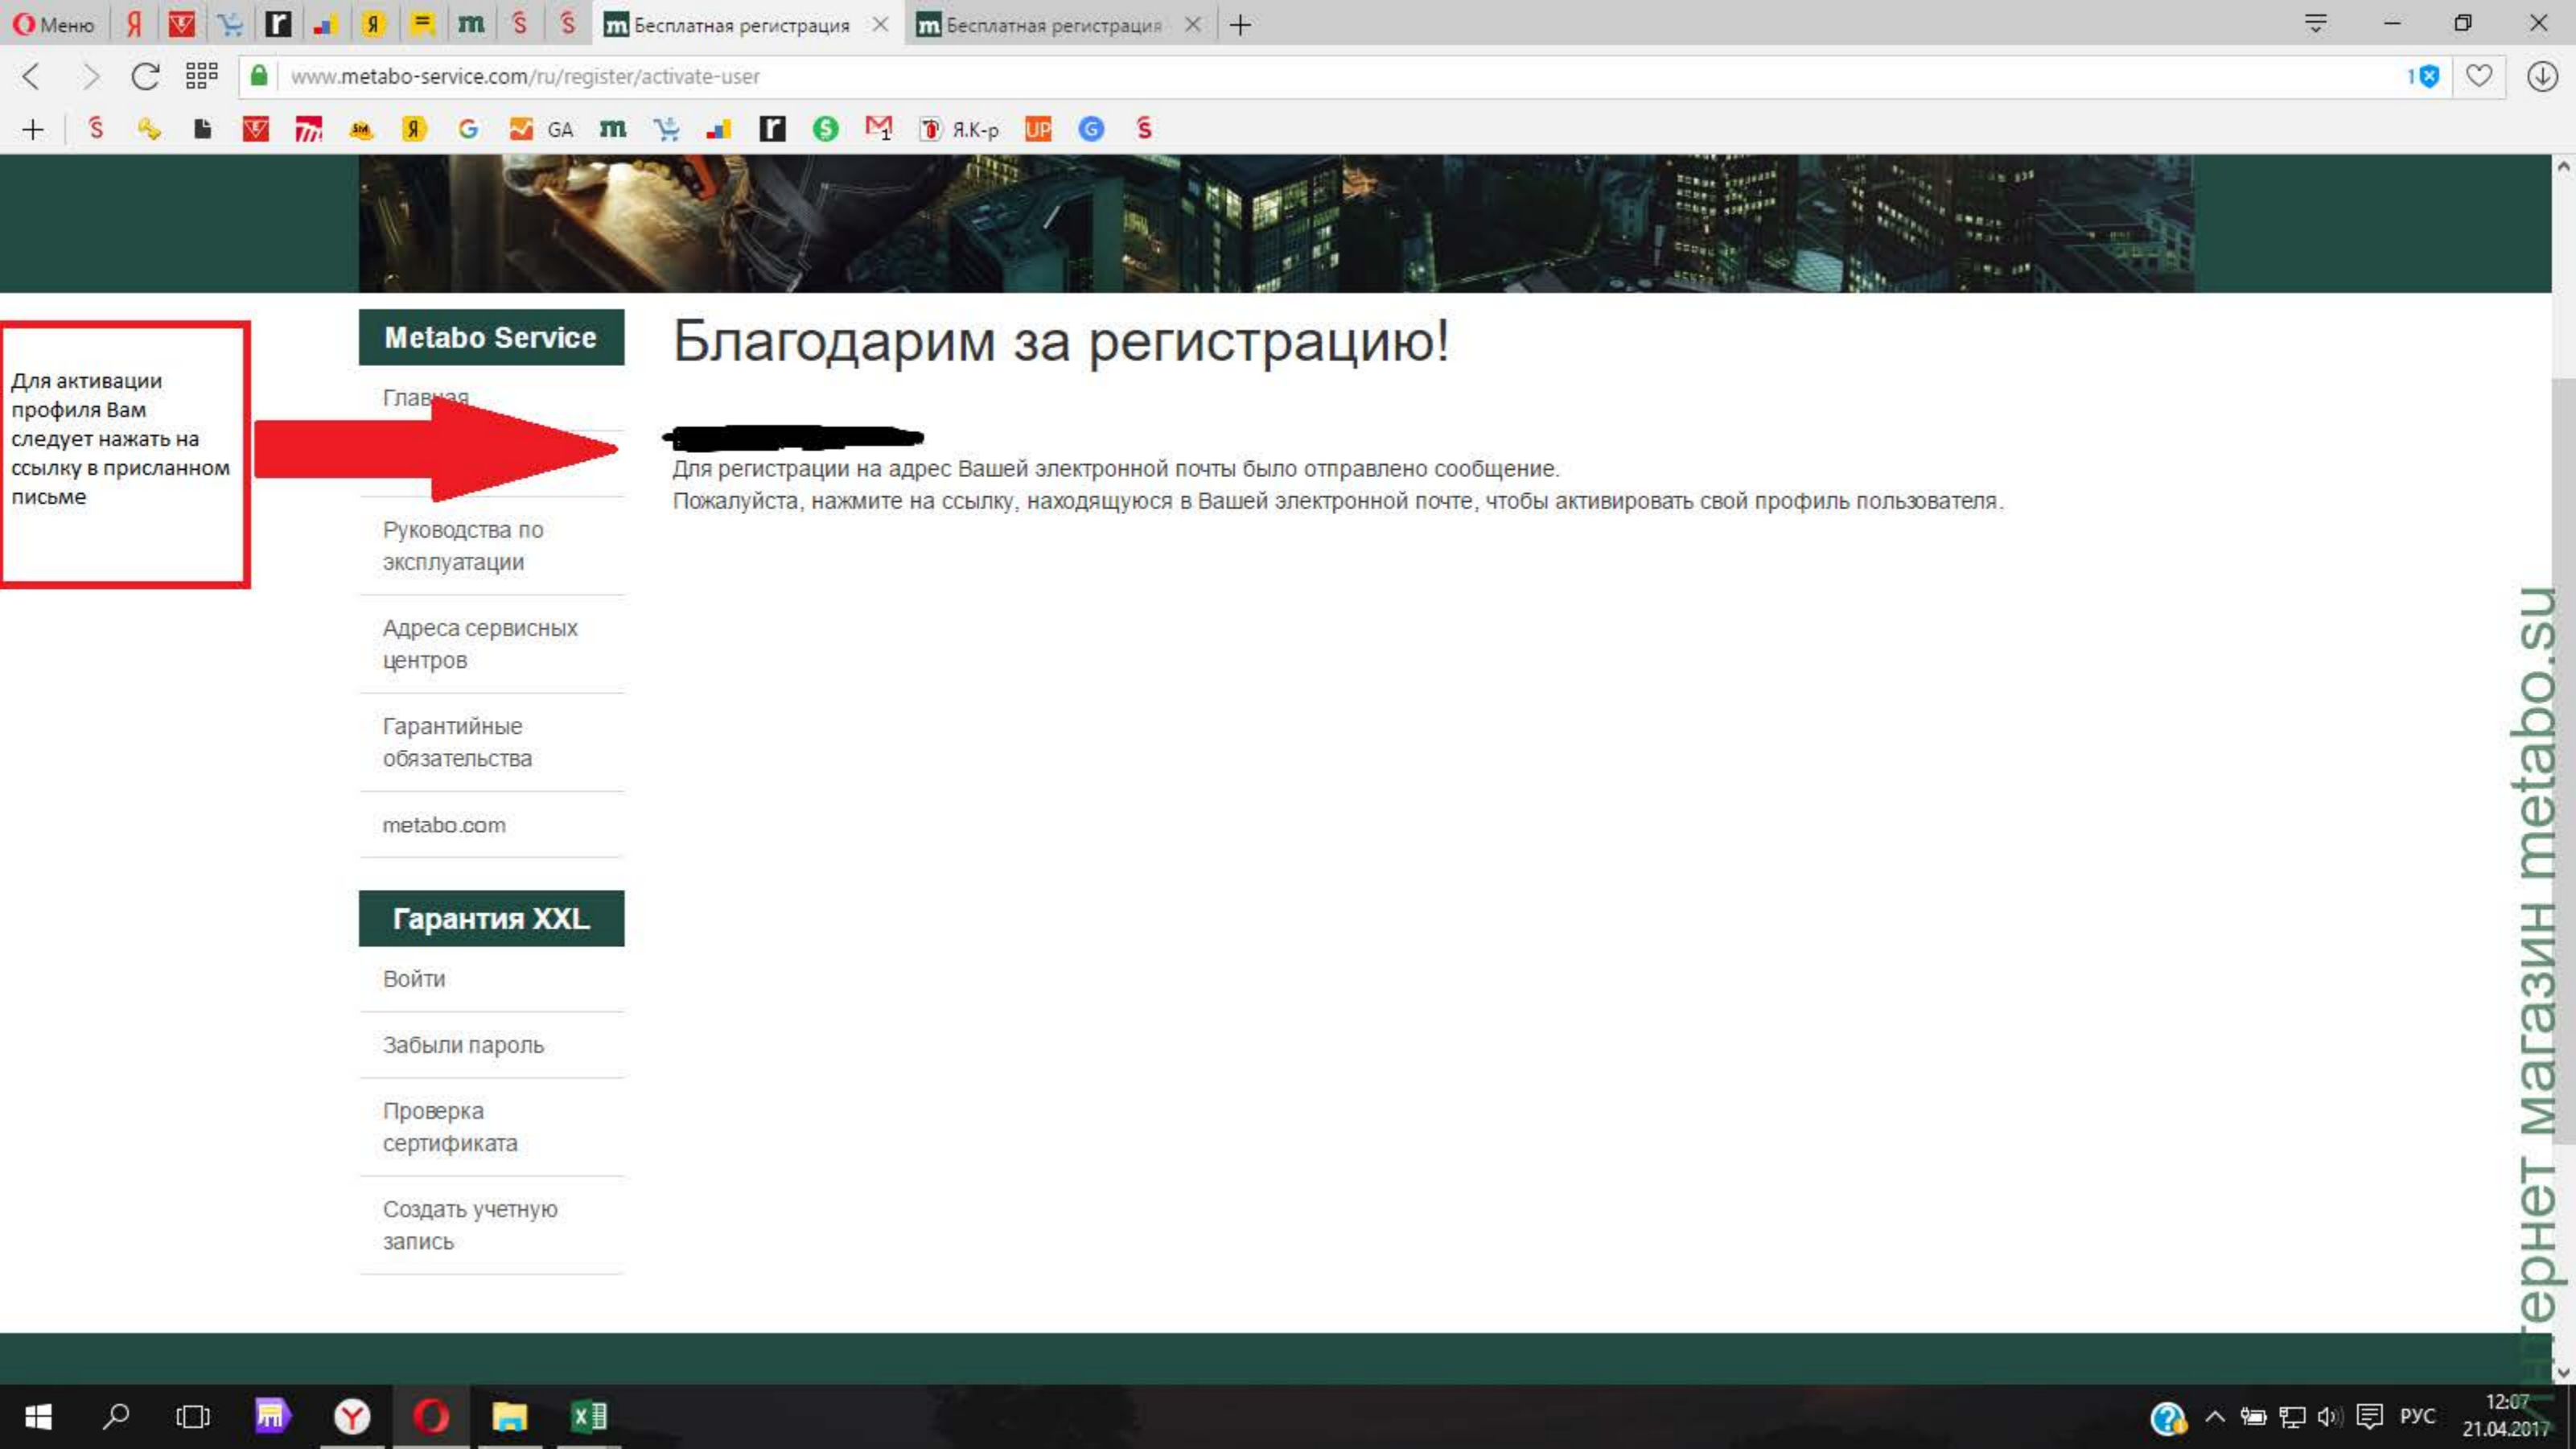 Меню
Бесплатная регистрация
Бесплатная регистрация
www.metabo-service.com/ru/register/activate-user
1
GA
Я.К-р
UP
Для активации
профиля Вам
следует нажать на
ссылку в присланном
письме
Metabo Service
Главная
Руководства по
эксплуатации
Адреса сервисных
центров
Гарантийные
обязательства
metabo.com
Гарантия XXL
Войти
Забыли пароль
Проверка
сертификата
Создать учетную
запись
Благодарим за регистрацию!
Для регистрации на адрес Вашей электронной почты было отправлено сообщение.
Пожалуйста, нажмите на ссылку, находящуюся в Вашей электронной почте, чтобы активировать свой профиль пользователя.
Интернет магазин metabo.su
РУС
12:07
21.04.2017